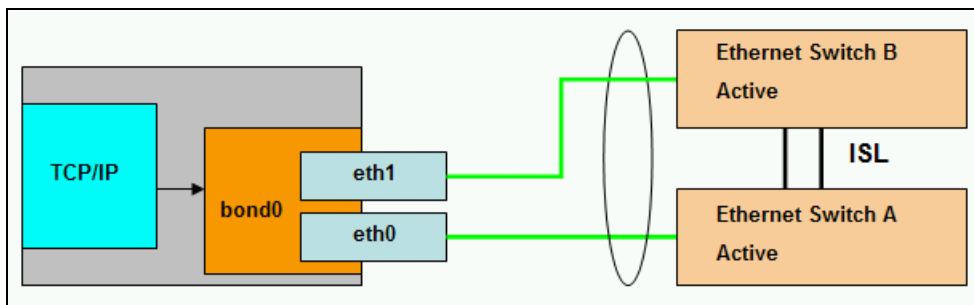 TCP/IP
bond0
eth1
eth0
Ethernet Switch B
Active
ISL
Ethernet Switch A
Active